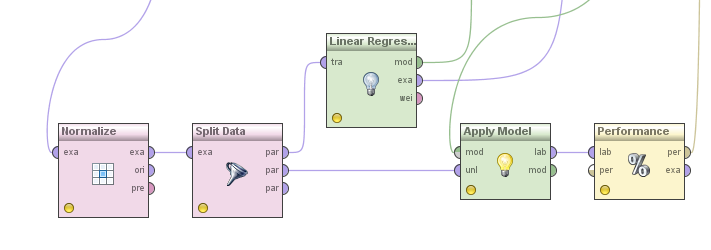 Linear Regres...
tra mod
exa
wei
Normalize
exa exa
ori
pre
Split Data
exa par
par
par
Apply Model
mod lab
unl mod
Performance
lab per
per exa
%